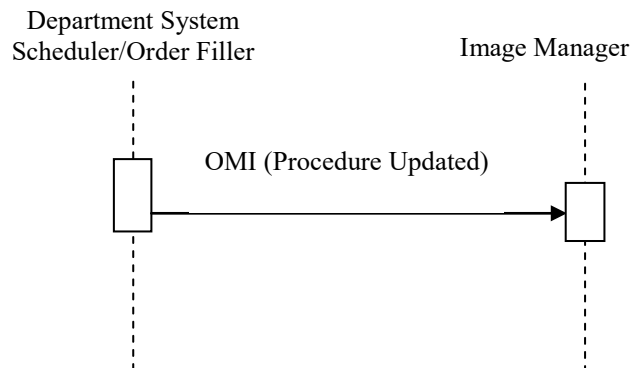 Department System
Scheduler/Order Filler
Image Manager
OMI (Procedure Updated)